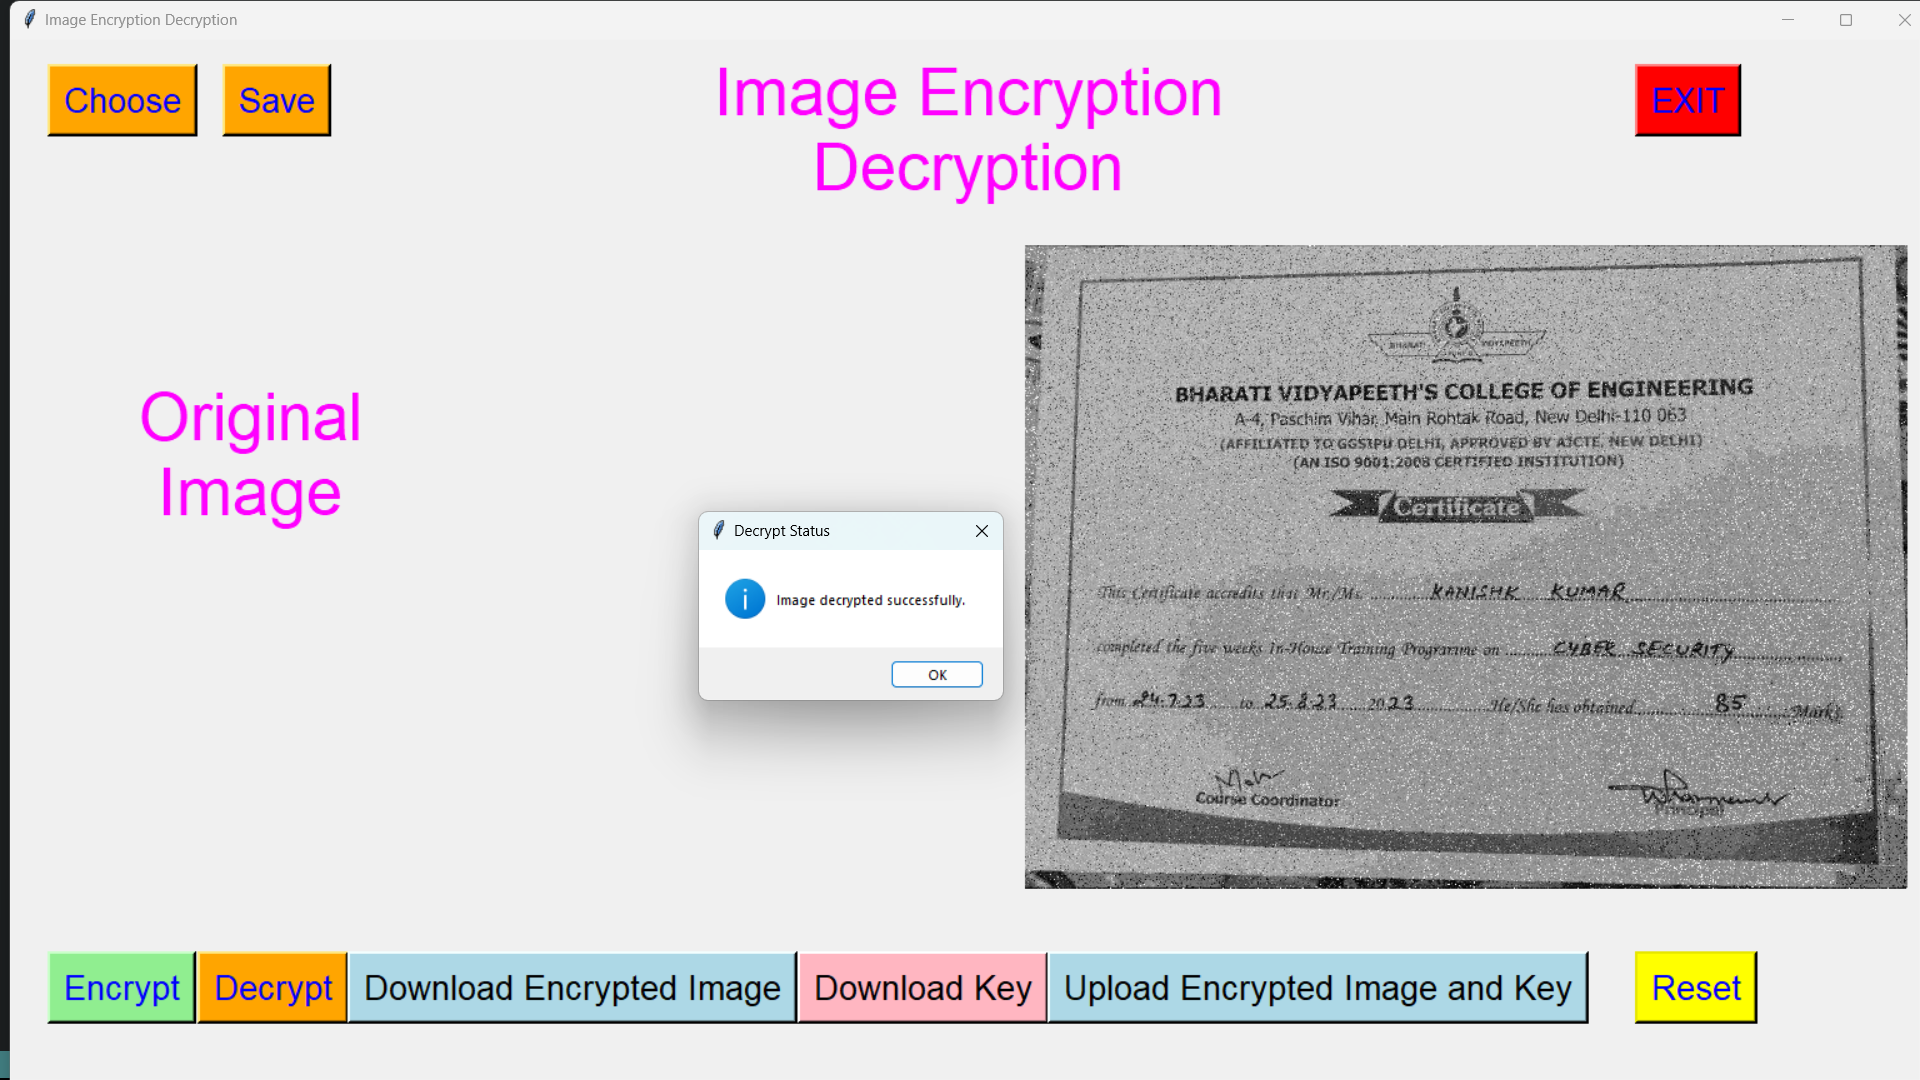 Image Encryption Decryption
Choose
Save
Image Encryption
Decryption
EXIT
Original
Image
Decrypt Status
Image decrypted successfully.
OK
BHARATI VIDYAPEETH
BHARATI VIDYAPEETH'S COLLEGE OF ENGINEERING
A-4, Paschim Vihar, Main Rohtak Road, New Delhi-110 063
(AFFILIATED TO GGSIPU DELHI, APPROVED BY AICTE, NEW DELHI)
(AN ISO 9001:2008 CERTIFIED INSTITUTION)
Certificate
This Certificate accredits that Mr./Ms. .......... KANISHK KUMAR ..........
completed the five weeks In-House Training Programme on .......... CYBER SECURITY ..........
from 24.7.23 to 25.8.23 2023 .......... He/She has obtained .......... 85 .......... Marks
Course Coordinator
Principal
Encrypt
Decrypt
Download Encrypted Image
Download Key
Upload Encrypted Image and Key
Reset